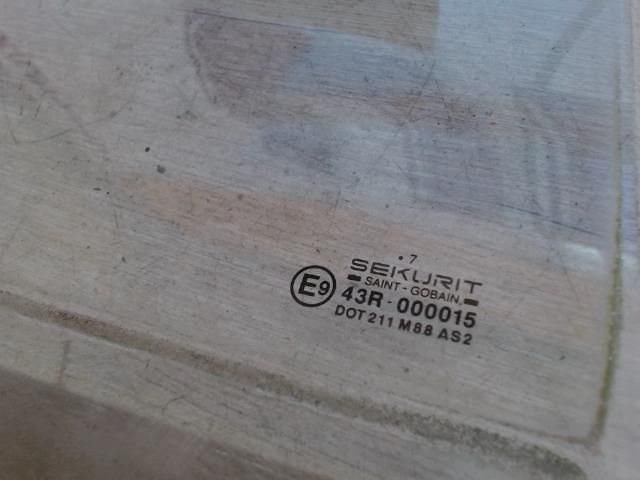 .7
SEKURIT
SAINT-GOBAIN
E9
43R-000015
DOT 211 M88 AS2